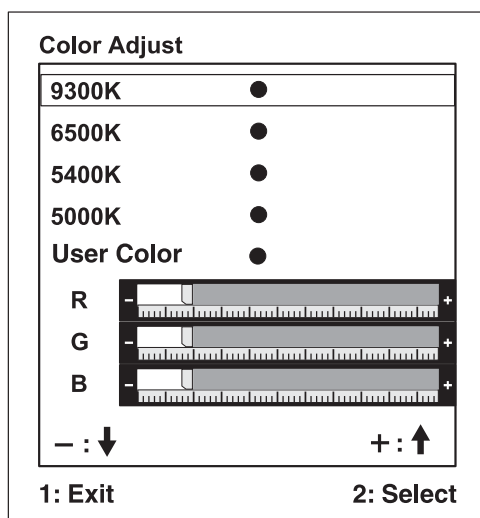 Color Adjust
9300K
6500K
5400K
5000K
User Color
R - +
G - +
B - +
– : ↓ + : ↑
1: Exit 2: Select